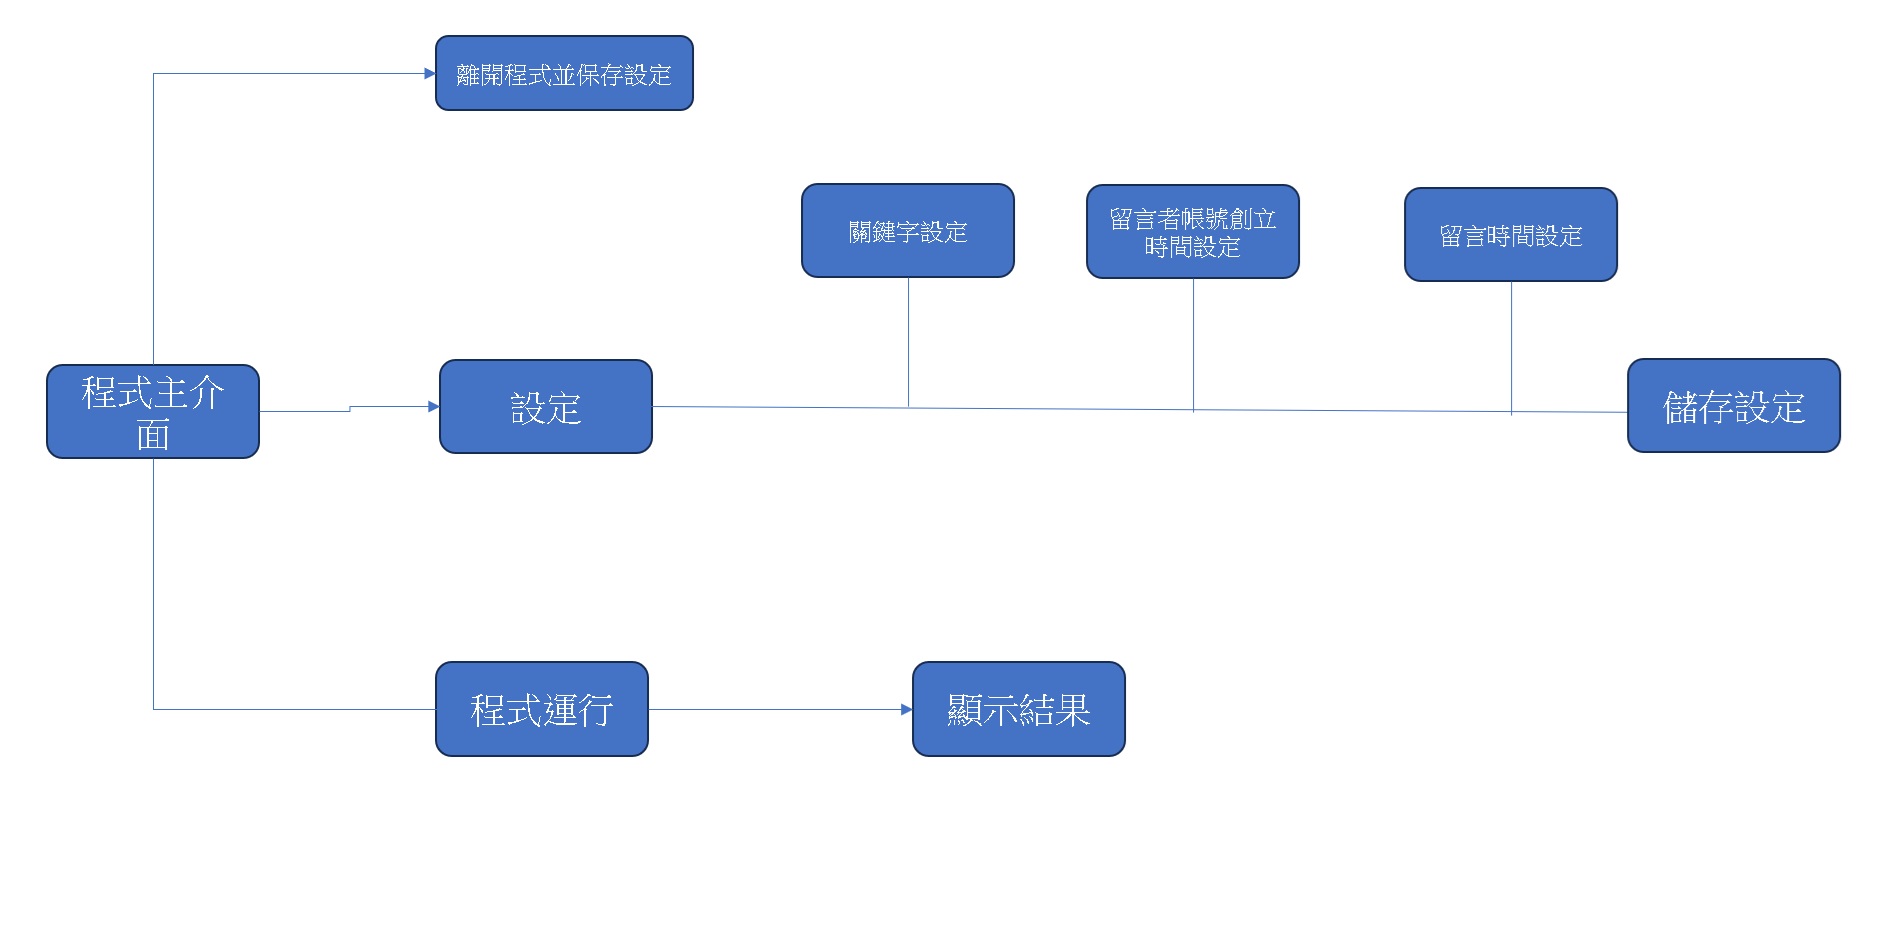 離開程式並保存設定
關鍵字設定
留言者帳號創立
時間設定
留言時間設定
程式主介
面
設定
儲存設定
程式運行
顯示結果